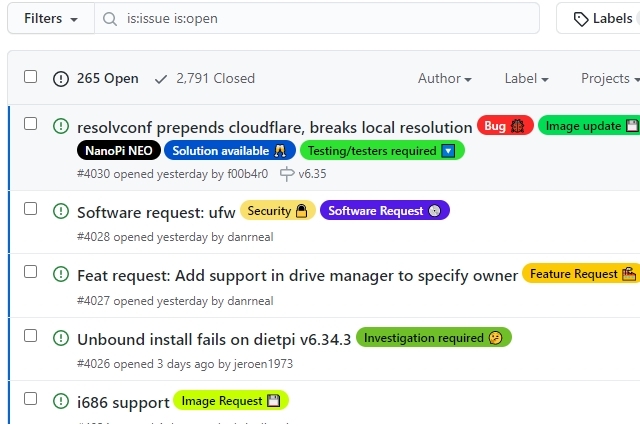 Filters is:issue is:open Labels
265 Open 2,791 Closed Author Label Projects
resolvconf prepends cloudflare, breaks local resolution Bug Image update
NanoPi NEO Solution available Testing/testers required
#4030 opened yesterday by f00b4r0 v6.35
Software request: ufw Security Software Request
#4028 opened yesterday by danrneal
Feat request: Add support in drive manager to specify owner Feature Request
#4027 opened yesterday by danrneal
Unbound install fails on dietpi v6.34.3 Investigation required
#4026 opened 3 days ago by jeroen1973
i686 support Image Request